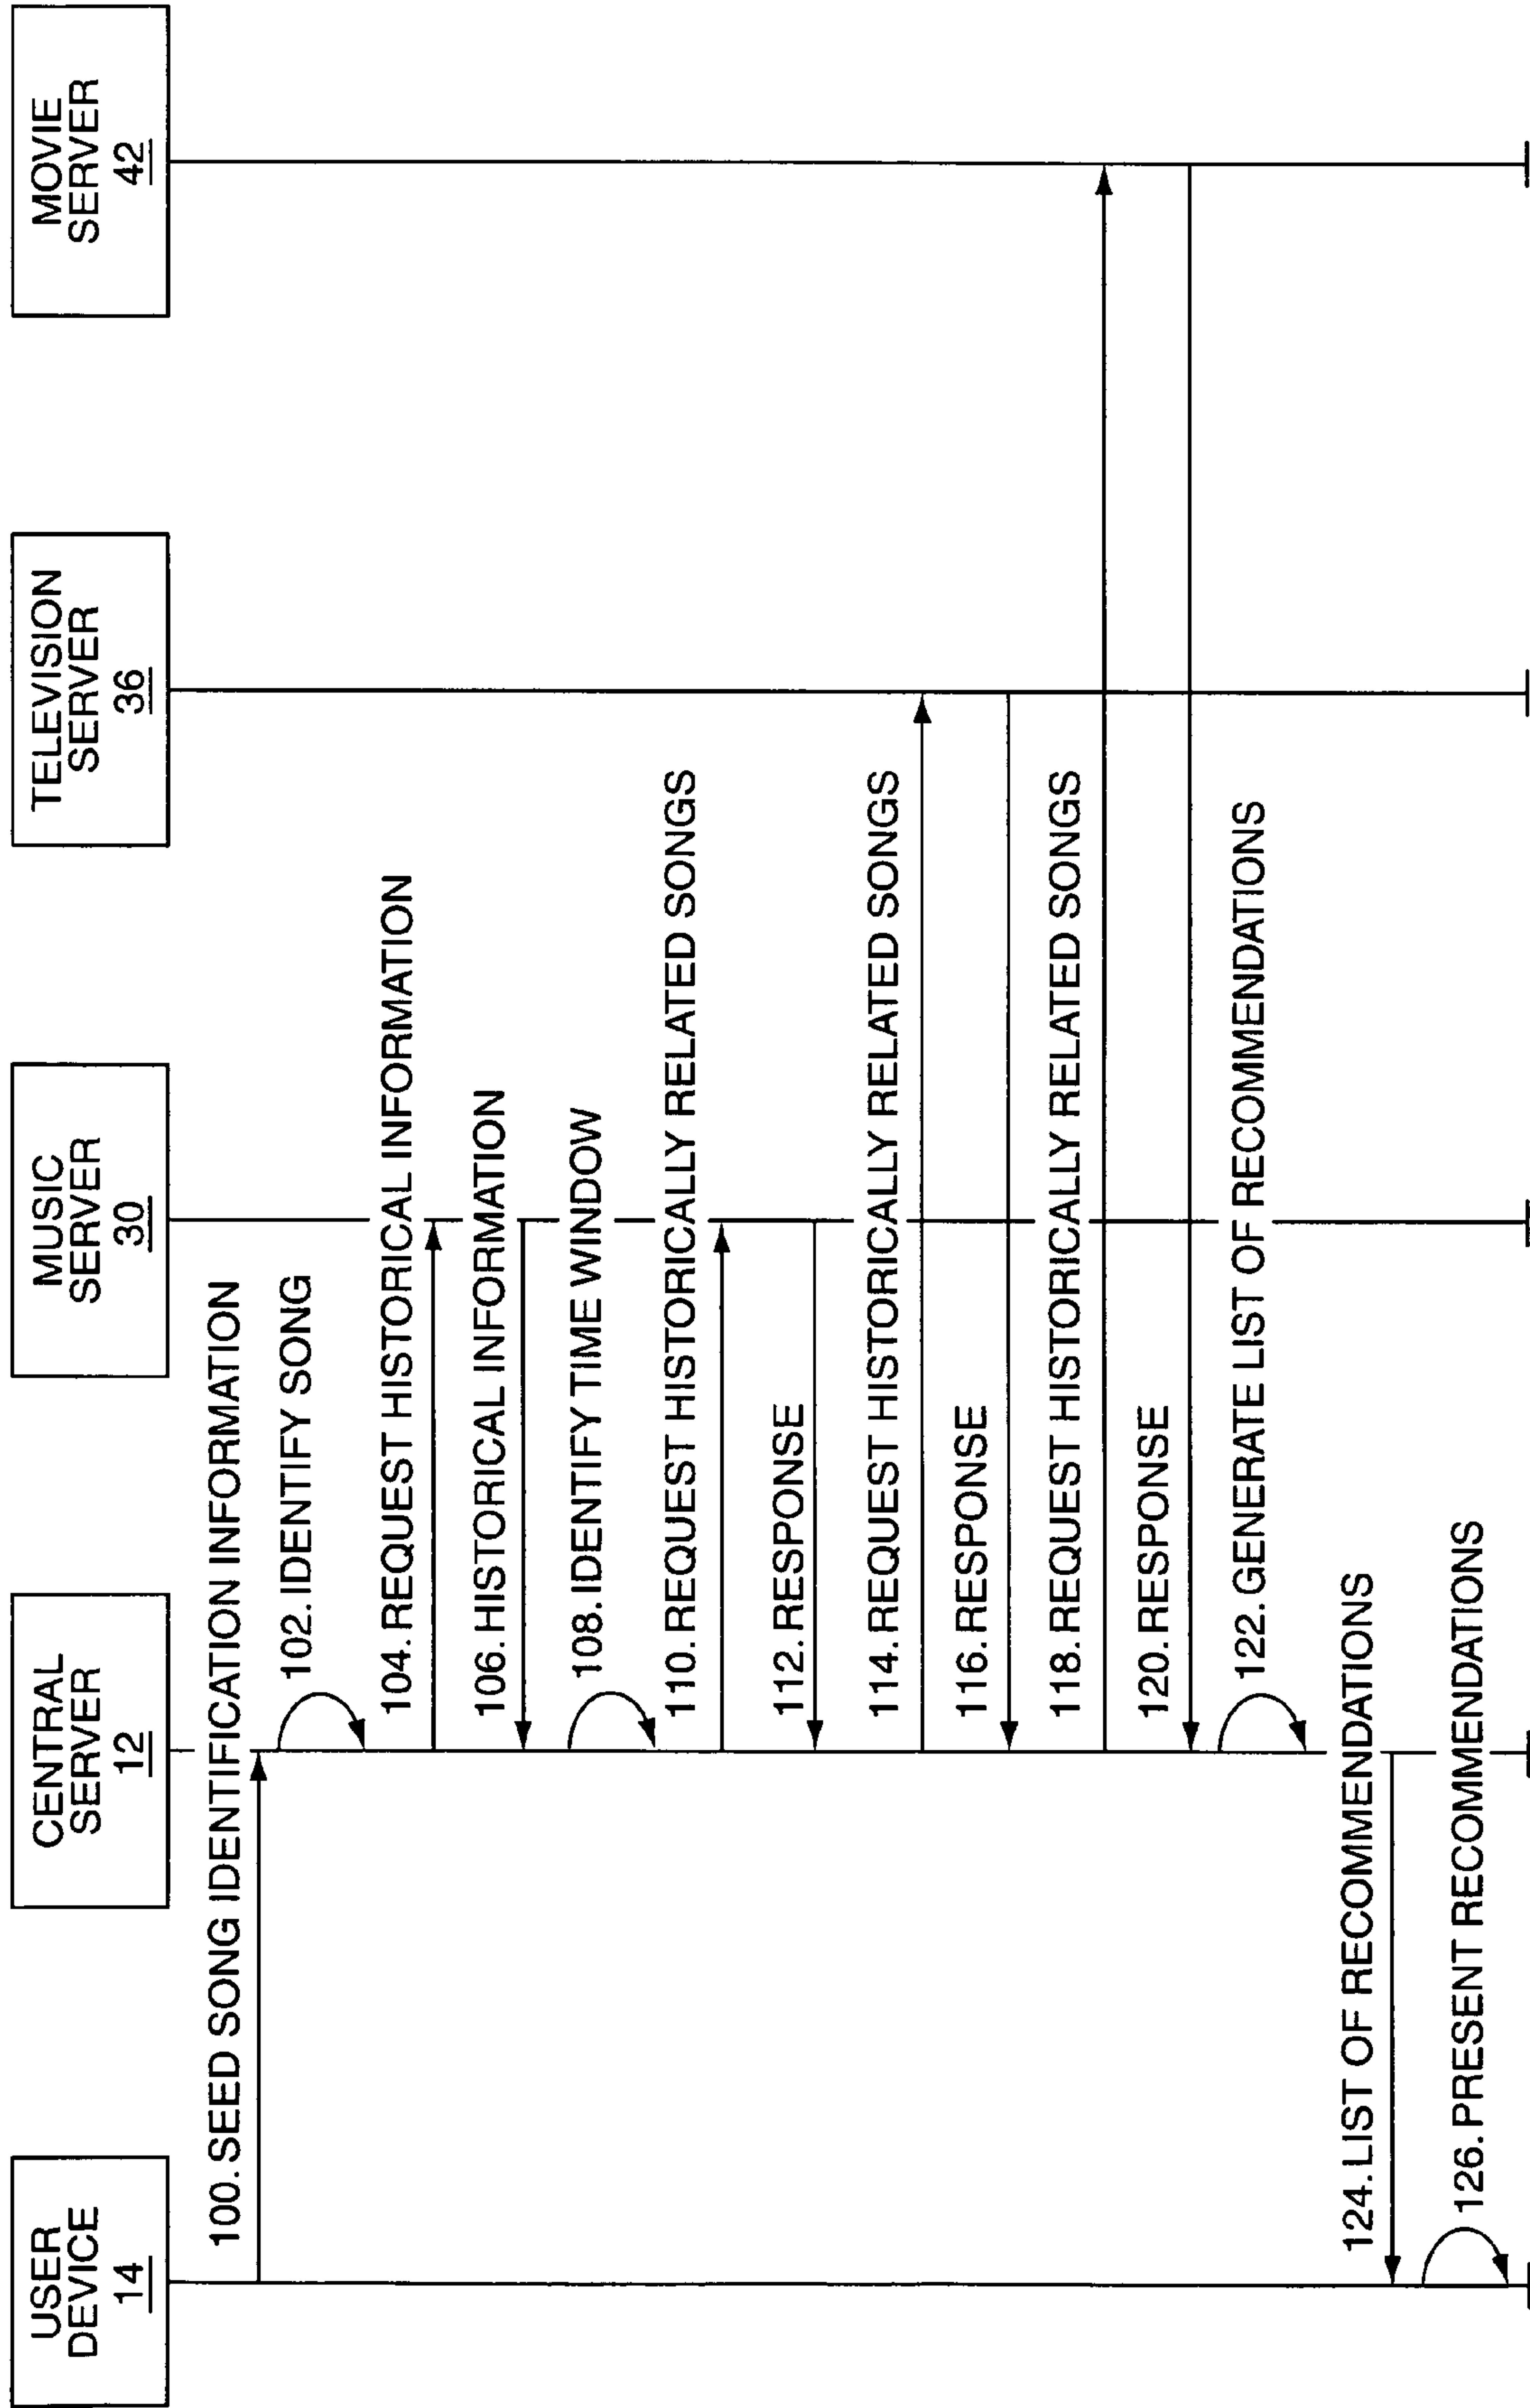 USER
DEVICE
14
CENTRAL
SERVER
12
MUSIC
SERVER
30
TELEVISION
SERVER
36
MOVIE
SERVER
42
100. SEED SONG IDENTIFICATION INFORMATION
102. IDENTIFY SONG
104. REQUEST HISTORICAL INFORMATION
106. HISTORICAL INFORMATION
108. IDENTIFY TIME WINDOW
110. REQUEST HISTORICALLY RELATED SONGS
112. RESPONSE
114. REQUEST HISTORICALLY RELATED SONGS
116. RESPONSE
118. REQUEST HISTORICALLY RELATED SONGS
120. RESPONSE
122. GENERATE LIST OF RECOMMENDATIONS
124. LIST OF RECOMMENDATIONS
126. PRESENT RECOMMENDATIONS